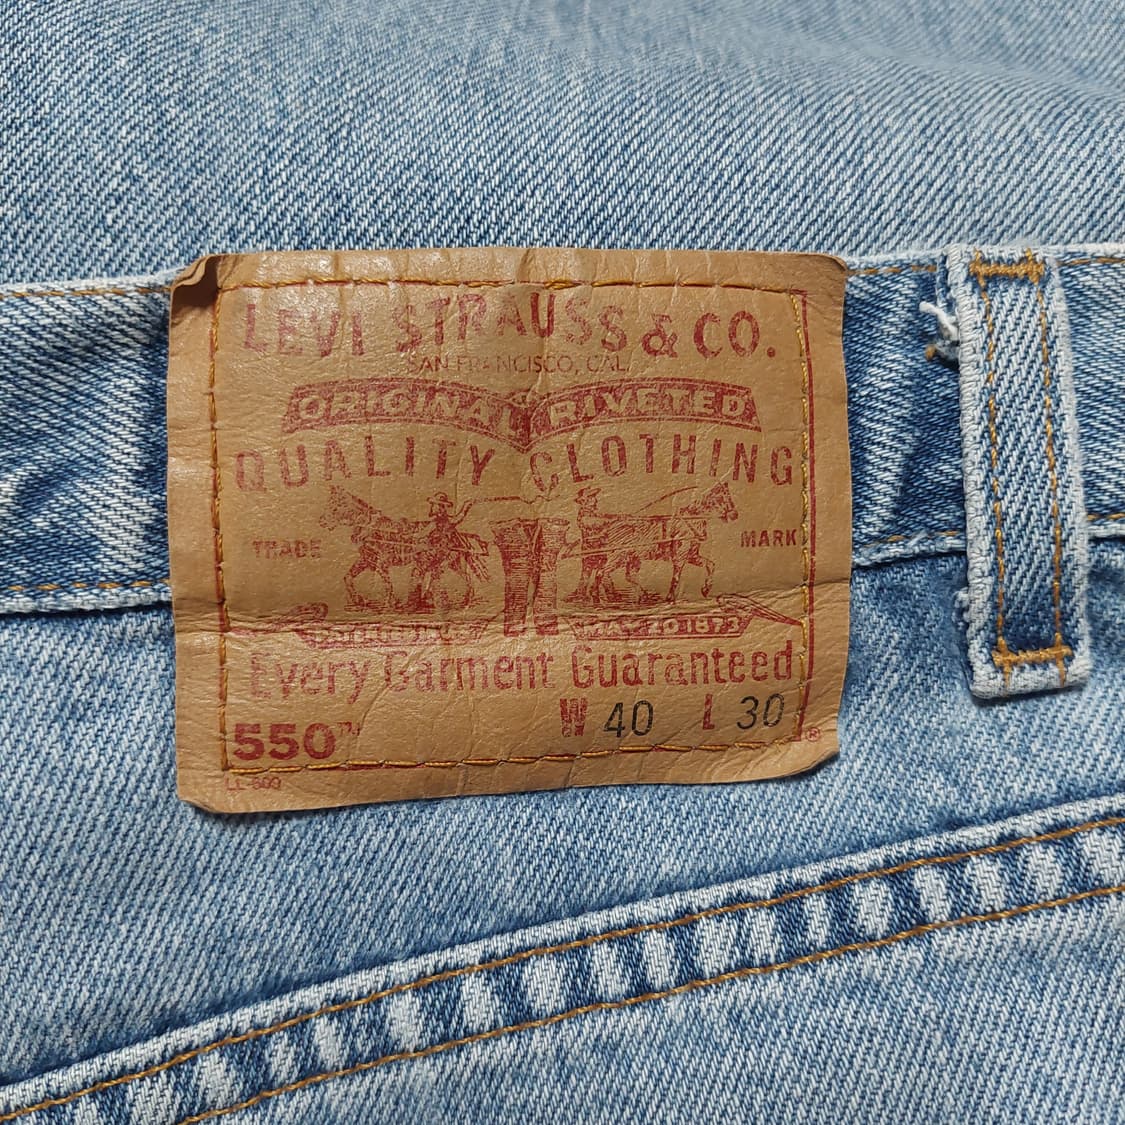 LEVI STRAUSS & CO.
SAN FRANCISCO, CAL.
ORIGINAL RIVETED
QUALITY CLOTHING
TRADE MARK
MAY 20 1873
Every Garment Guaranteed
W 40 L 30
550™
®